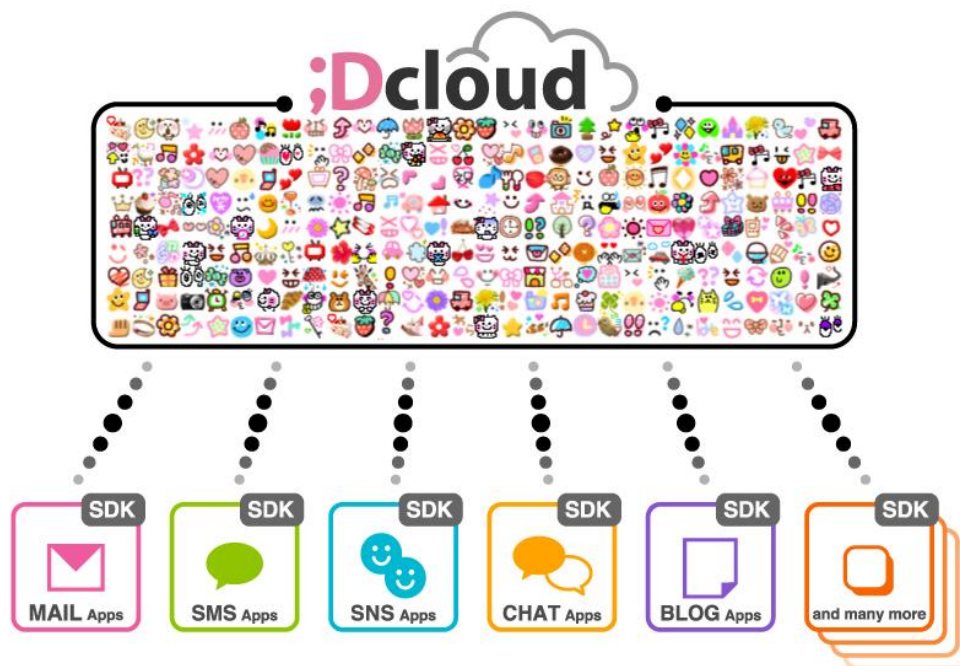 ;Dcloud
SDK
SDK
SDK
SDK
SDK
SDK
MAIL Apps
SMS Apps
SNS Apps
CHAT Apps
BLOG Apps
and many more